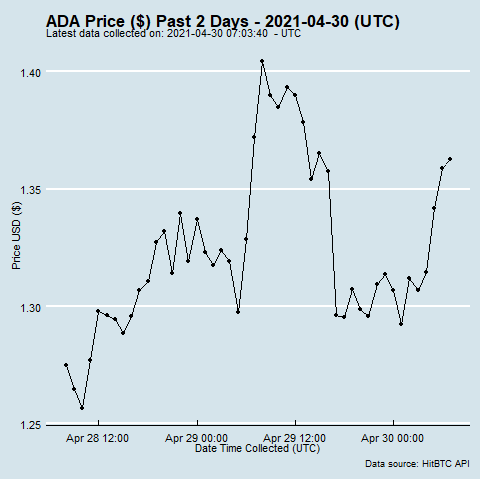 ADA Price ($) Past 2 Days - 2021-04-30 (UTC)
Latest data collected on: 2021-04-30 07:03:40 - UTC
1.40
1.35
1.30
1.25
Price USD ($)
Apr 28 12:00
Apr 29 00:00
Apr 29 12:00
Apr 30 00:00
Date Time Collected (UTC)
Data source: HitBTC API